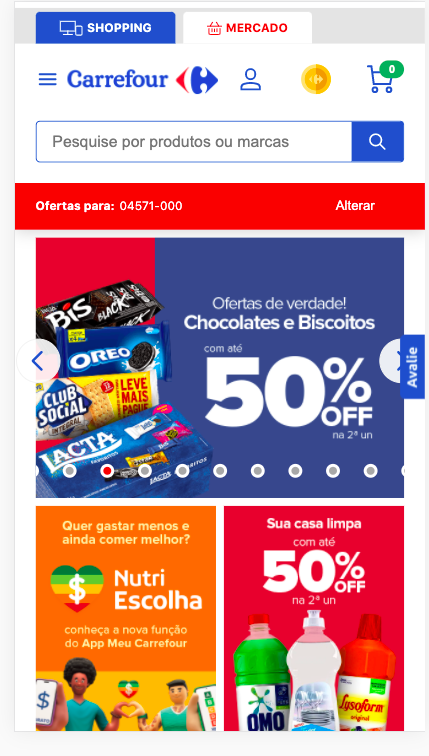 SHOPPING
MERCADO
Carrefour
0
Pesquise por produtos ou marcas
Ofertas para: 04571-000
Alterar
BIS
BLACK
OREO
CLUB
SOCIAL
INTEGRAL
LEVE
MAIS
PAGUE
LACTA
FAVORITOS
Ofertas de verdade!
Chocolates e Biscoitos
com até
50%
OFF
na 2ª un
Avalie
Quer gastar menos e
ainda comer melhor?
$
Nutri
Escolha
conheça a nova função
do App Meu Carrefour
$
Sua casa limpa
com até
50%
OFF
na 2ª un
OMO
Lysoform
original